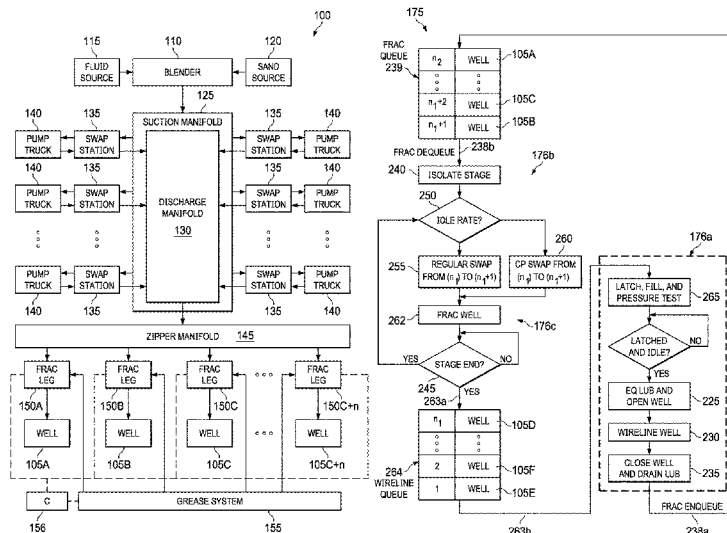 100
115
FLUID
SOURCE
110
BLENDER
120
SAND
SOURCE
125
SUCTION MANIFOLD
DISCHARGE
MANIFOLD
130
140
PUMP
TRUCK
135
SWAP
STATION
135
SWAP
STATION
140
PUMP
TRUCK
140
PUMP
TRUCK
135
SWAP
STATION
135
SWAP
STATION
140
PUMP
TRUCK
140
PUMP
TRUCK
135
SWAP
STATION
135
SWAP
STATION
140
PUMP
TRUCK
ZIPPER MANIFOLD 145
FRAC
LEG
150A
FRAC
LEG
150B
FRAC
LEG
150C
FRAC
LEG
150C+n
WELL
105A
WELL
105B
WELL
105C
WELL
105C+n
C
156
GREASE SYSTEM
155
175
FRAC
QUEUE
239
n2 WELL 105A
n1+2 WELL 105C
n1+1 WELL 105B
FRAC DEQUEUE 238b
240
ISOLATE STAGE
176b
250
IDLE RATE?
255
REGULAR SWAP
FROM (n1) TO (n1+1)
260
CP SWAP FROM
(n1) TO (n1+1)
262
FRAC WELL
176c
YES
STAGE END?
NO
245
YES
263a
264
WIRELINE
QUEUE
n1 WELL 105D
2 WELL 105F
1 WELL 105E
263b
176a
LATCH, FILL, AND
PRESSURE TEST
265
LATCHED
AND IDLE?
NO
YES
EQ LUB AND
OPEN WELL
225
WIRELINE WELL
230
CLOSE WELL
AND DRAIN LUB
235
FRAC ENQUEUE
238a